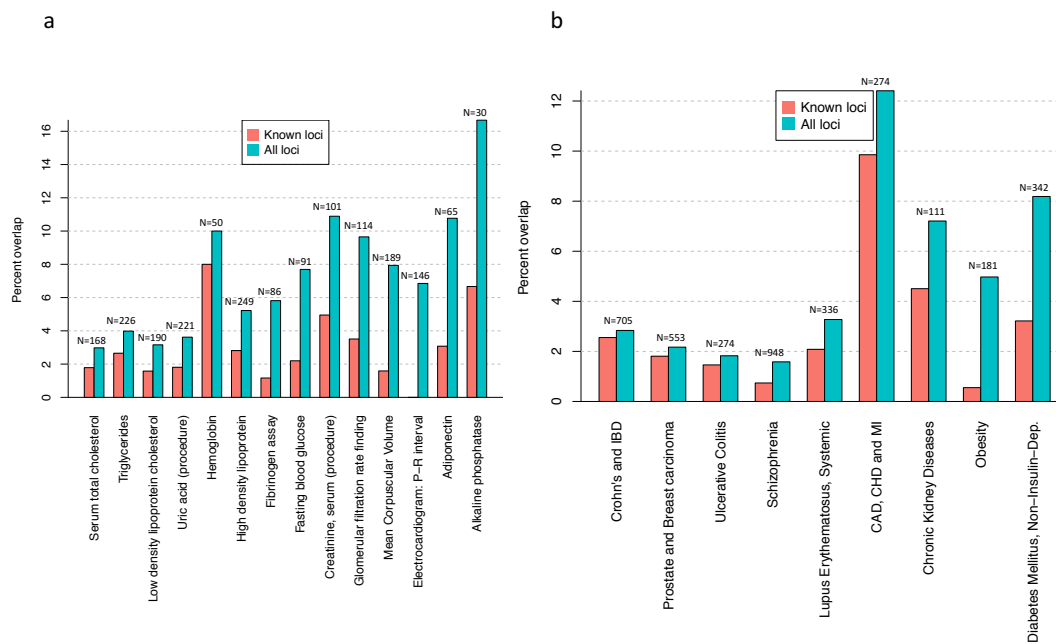 a
Percent overlap
0
2
4
6
8
10
12
14
16
Known loci
All loci
N=168
N=226
N=190
N=221
N=50
N=249
N=86
N=91
N=101
N=114
N=189
N=146
N=65
N=30
Serum total cholesterol
Triglycerides
Low density lipoprotein cholesterol
Uric acid (procedure)
Hemoglobin
High density lipoprotein
Fibrinogen assay
Fasting blood glucose
Creatinine, serum (procedure)
Glomerular filtration rate finding
Mean Corpuscular Volume
Electrocardiogram: P−R interval
Adiponectin
Alkaline phosphatase
b
Percent overlap
0
2
4
6
8
10
12
Known loci
All loci
N=705
N=553
N=274
N=948
N=336
N=274
N=111
N=181
N=342
Crohn's and IBD
Prostate and Breast carcinoma
Ulcerative Colitis
Schizophrenia
Lupus Erythematosus, Systemic
CAD, CHD and MI
Chronic Kidney Diseases
Obesity
Diabetes Mellitus, Non−Insulin−Dep.